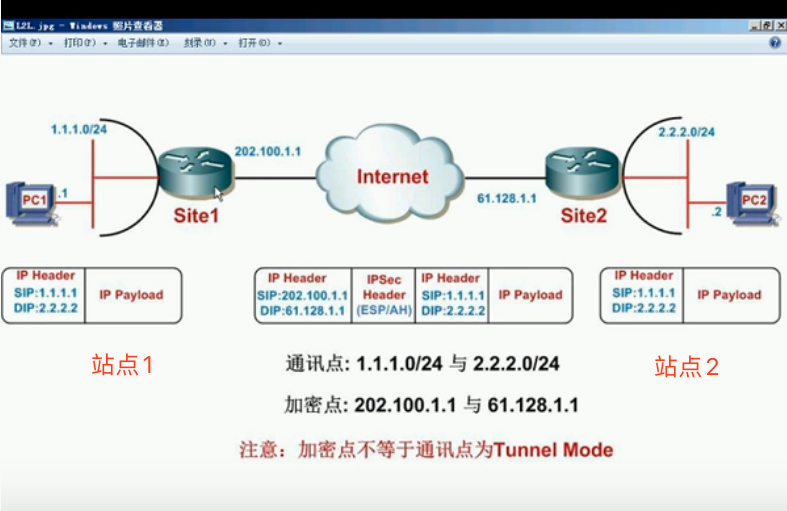 L2L.jpg - Windows 照片查看器
文件(F) 打印(P) 电子邮件(E) 刻录(U) 打开(O)
1.1.1.0/24
2.2.2.0/24
202.100.1.1
Internet
61.128.1.1
PC1
.1
Site1
Site2
.2
PC2
IP Header
SIP:1.1.1.1
DIP:2.2.2.2
IP Payload
IP Header
SIP:202.100.1.1
DIP:61.128.1.1
IPSec
Header
(ESP/AH)
IP Header
SIP:1.1.1.1
DIP:2.2.2.2
IP Payload
IP Header
SIP:1.1.1.1
DIP:2.2.2.2
IP Payload
站点1
站点2
通讯点: 1.1.1.0/24 与 2.2.2.0/24
加密点: 202.100.1.1 与 61.128.1.1
注意：加密点不等于通讯点为Tunnel Mode